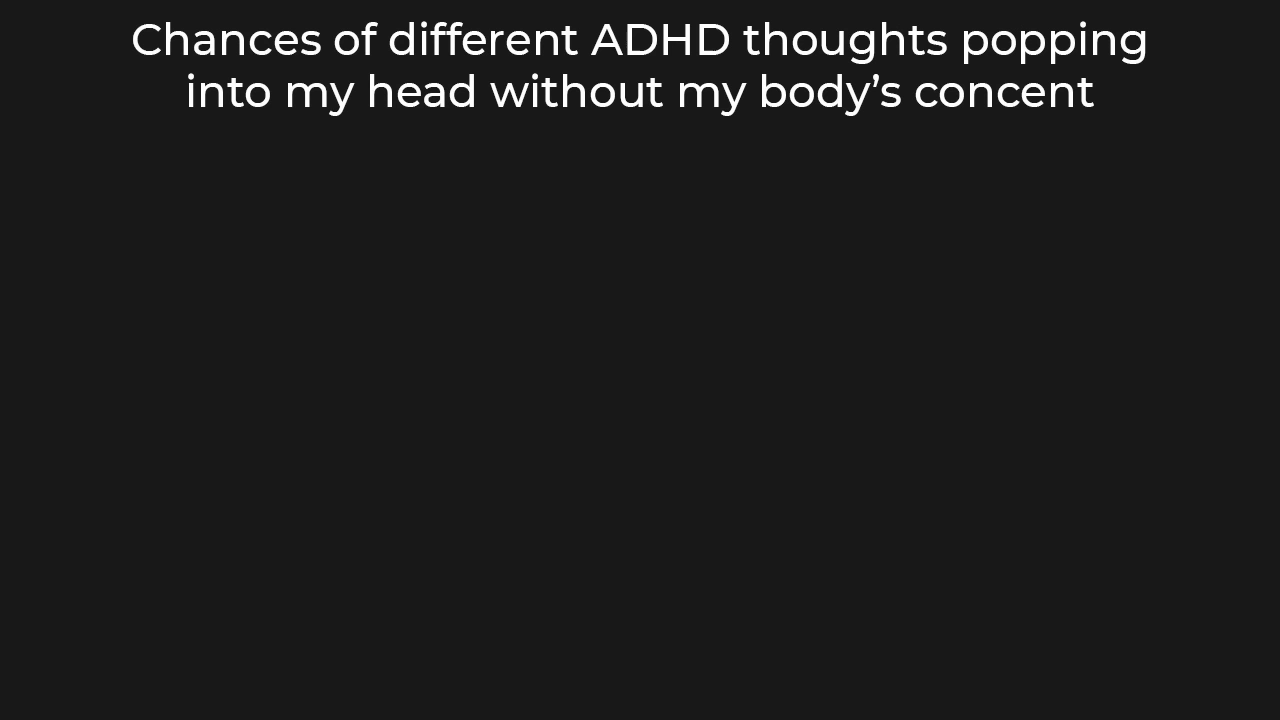 Chances of different ADHD thoughts popping
into my head without my body’s concent